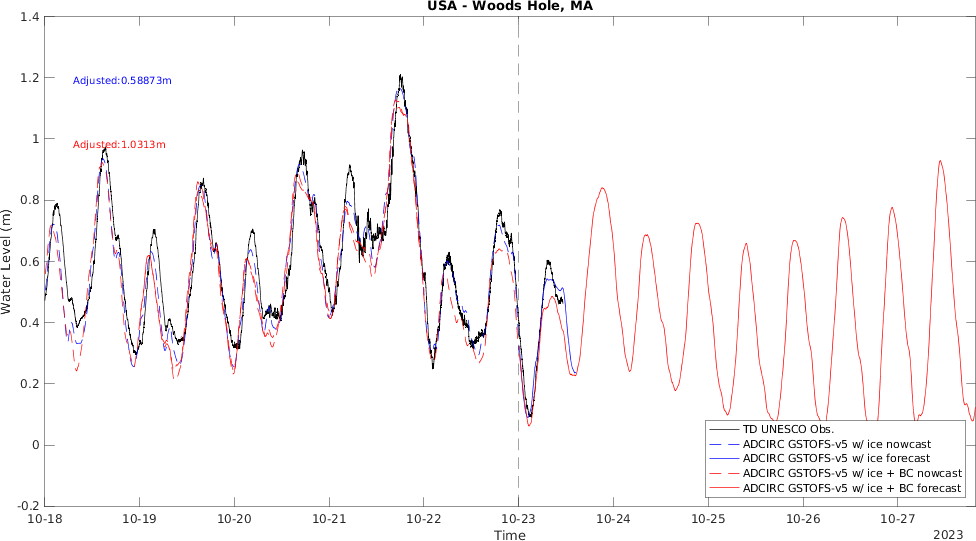 USA - Woods Hole, MA
1.4
1.2
1
0.8
0.6
0.4
0.2
0
-0.2
Water Level (m)
Adjusted:0.58873m
Adjusted:1.0313m
TD UNESCO Obs.
ADCIRC GSTOFS-v5 w/ ice nowcast
ADCIRC GSTOFS-v5 w/ ice forecast
ADCIRC GSTOFS-v5 w/ ice + BC nowcast
ADCIRC GSTOFS-v5 w/ ice + BC forecast
10-18 10-19 10-20 10-21 10-22 10-23 10-24 10-25 10-26 10-27
Time
2023